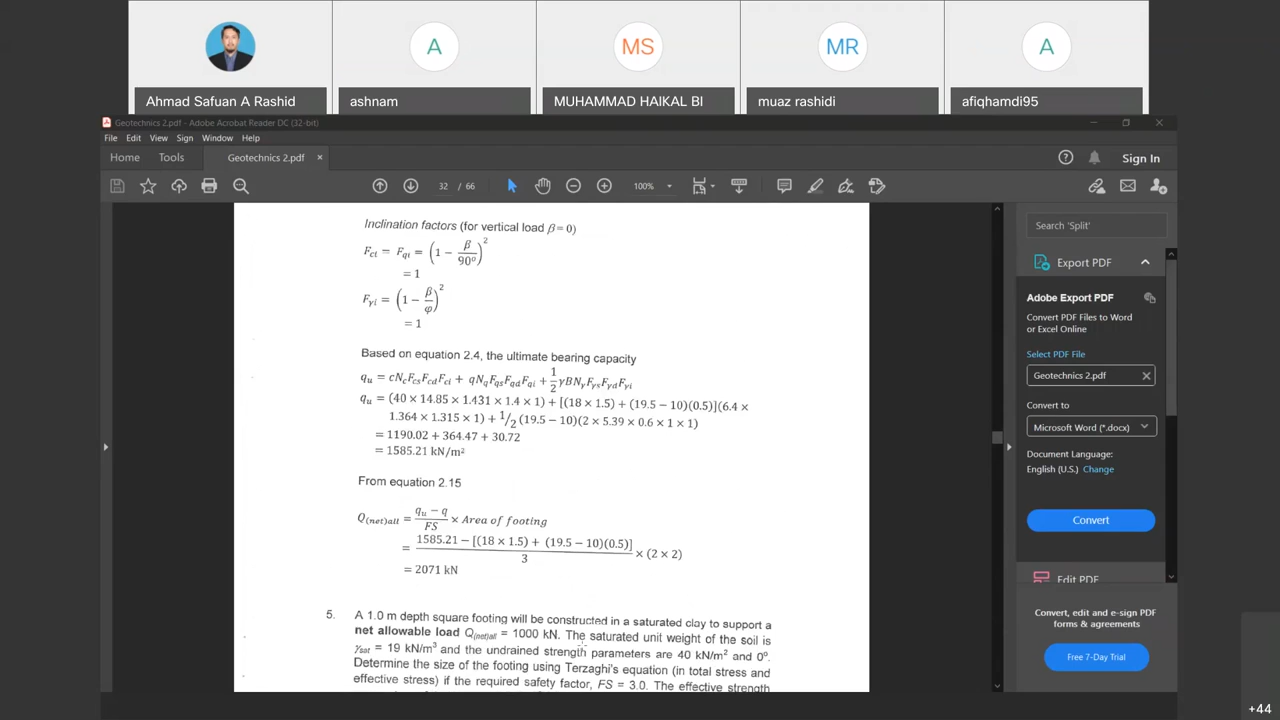 A
MS
MR
A
Ahmad Safuan A Rashid
ashnam
MUHAMMAD HAIKAL BI
muaz rashidi
afiqhamdi95
Geotechnics 2.pdf - Adobe Acrobat Reader DC (32-bit)
File Edit View Sign Window Help
Home Tools Geotechnics 2.pdf × Sign In
32 / 66 100%
Inclination factors (for vertical load β = 0)
F_ci = F_qi = (1 − β/90°)²
= 1
F_γi = (1 − β/φ)²
= 1
Based on equation 2.4, the ultimate bearing capacity
q_u = cN_cF_csF_cdF_ci + qN_qF_qsF_qdF_qi + 1/2 γBN_γF_γsF_γdF_γi
q_u = (40 × 14.85 × 1.431 × 1.4 × 1) + [(18 × 1.5) + (19.5 − 10)(0.5)](6.4 ×
1.364 × 1.315 × 1) + 1/2 (19.5 − 10)(2 × 5.39 × 0.6 × 1 × 1)
= 1190.02 + 364.47 + 30.72
= 1585.21 kN/m²
From equation 2.15
Q_(net)all = (q_u − q)/FS × Area of footing
= (1585.21 − [(18 × 1.5) + (19.5 − 10)(0.5)])/3 × (2 × 2)
= 2071 kN
5. A 1.0 m depth square footing will be constructed in a saturated clay to support a
net allowable load Q_(net)all = 1000 kN. The saturated unit weight of the soil is
γ_sat = 19 kN/m³ and the undrained strength parameters are 40 kN/m² and 0°.
Determine the size of the footing using Terzaghi's equation (in total stress and
effective stress) if the required safety factor, FS = 3.0. The effective strength
Search 'Split'
Export PDF
Adobe Export PDF
Convert PDF Files to Word
or Excel Online
Select PDF File
Geotechnics 2.pdf ×
Convert to
Microsoft Word (*.docx)
Document Language:
English (U.S.) Change
Convert
Edit PDF
Convert, edit and e-sign PDF
forms & agreements
Free 7-Day Trial
+44